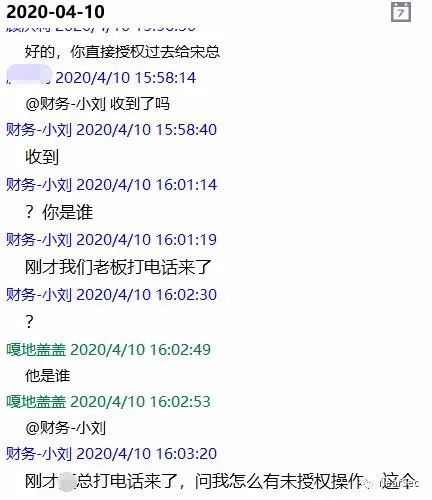 2020-04-10
7
2020/4/10 15:56:50
好的，你直接授权过去给宋总
2020/4/10 15:58:14
@财务-小刘 收到了吗
财务-小刘 2020/4/10 15:58:40
收到
财务-小刘 2020/4/10 16:01:14
？你是谁
财务-小刘 2020/4/10 16:01:19
刚才我们老板打电话来了
财务-小刘 2020/4/10 16:02:30
？
嘎地盖盖 2020/4/10 16:02:49
他是谁
嘎地盖盖 2020/4/10 16:02:53
@财务-小刘
财务-小刘 2020/4/10 16:03:20
刚才 总打电话来了，问我怎么有未授权操作，这个